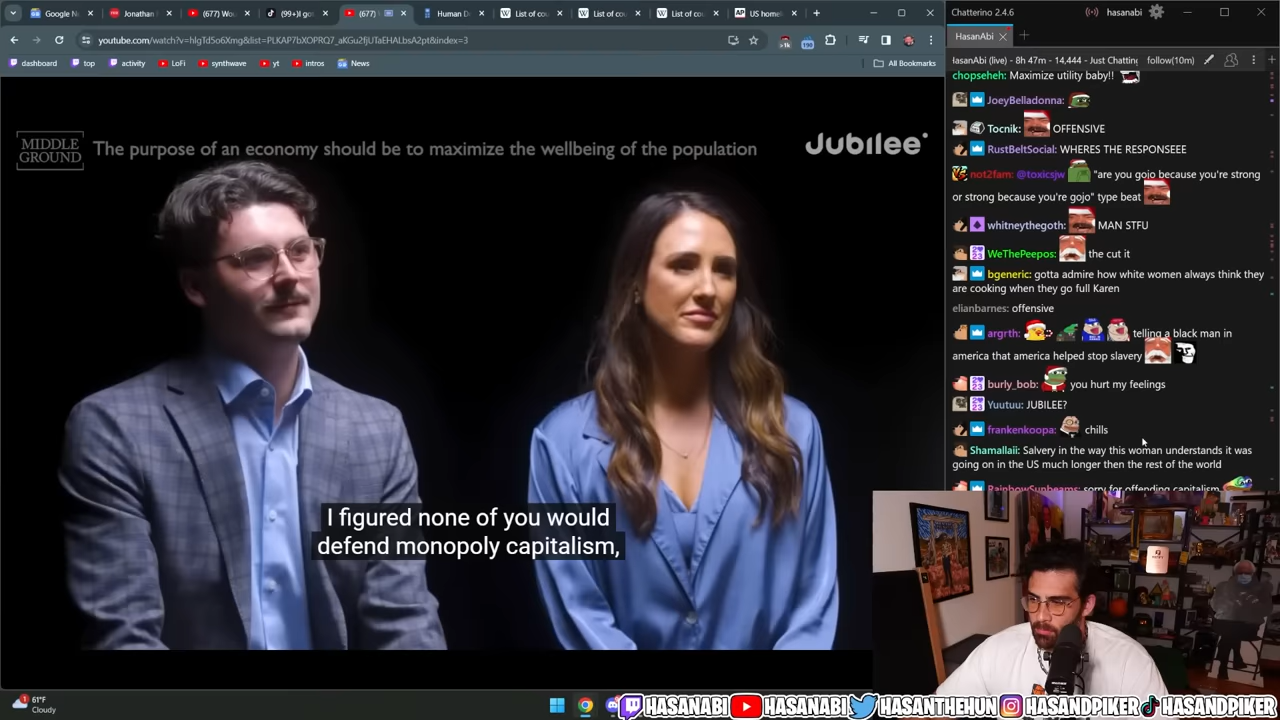 Google N
Jonathan
(677) Wo
(99+)
(677)
Human D
List of cou
List of cou
List of co
US home
youtube.com/watch?v=hIgTd5o6Xmg&list=PLKAP7bXOPRQ7_aKGu2fjUTaEHALbsA2pt&index=3
dashboard
top
activity
LoFi
synthwave
yt
intros
News
All Bookmarks
MIDDLE
GROUND
The purpose of an economy should be to maximize the wellbeing of the population
Jubilee
I figured none of you would
defend monopoly capitalism,
Chatterino 2.4.6
hasanabi
HasanAbi
HasanAbi (live) - 8h 47m - 14,444 - Just Chatting
follow(10m)
chopseheh: Maximize utility baby!!
JoeyBelladonna:
Tocnik: OFFENSIVE
RustBeltSocial: WHERES THE RESPONSEEE
not2fam: @toxicsjw "are you gojo because you're strong
or strong because you're gojo" type beat
whitneythegoth: MAN STFU
WeThePeepos: the cut it
bgeneric: gotta admire how white women always think they
are cooking when they go full Karen
elianbarnes: offensive
argrth: telling a black man in
america that america helped stop slavery
burly_bob: you hurt my feelings
Yuutuu: JUBILEE?
frankenkoopa: chills
Shamallaii: Salvery in the way this woman understands it was
going on in the US much longer then the rest of the world
RainbowSunbeams: sorry for offending capitalism
61°F
Cloudy
HASANABI
HASANABI
HASANTHEHUN
HASANDPIKER
HASANDPIKER